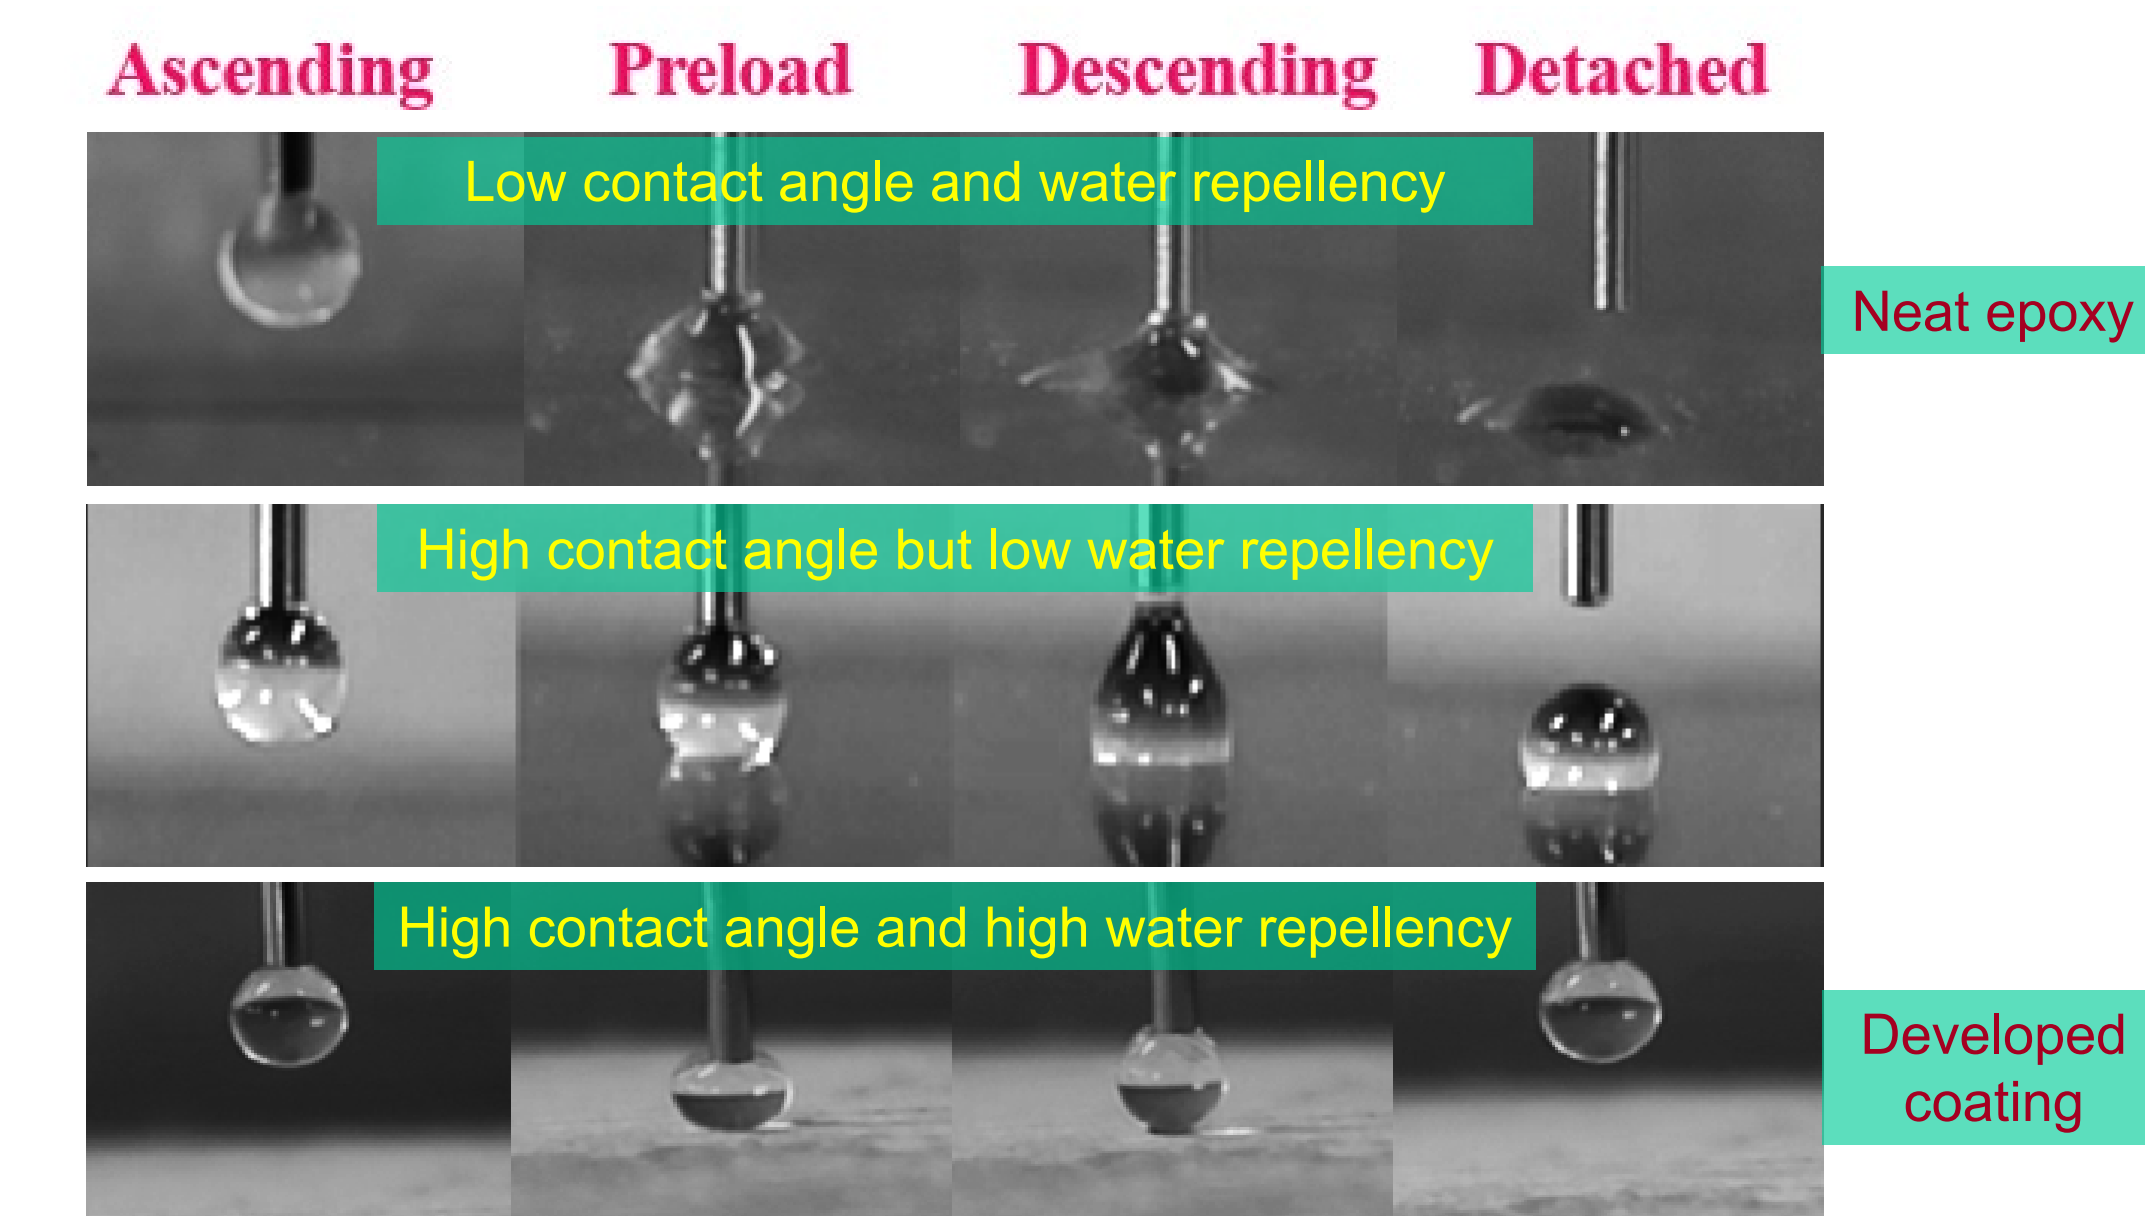 Ascending Preload Descending Detached
Low contact angle and water repellency
Neat epoxy
High contact angle but low water repellency
High contact angle and high water repellency
Developed
coating